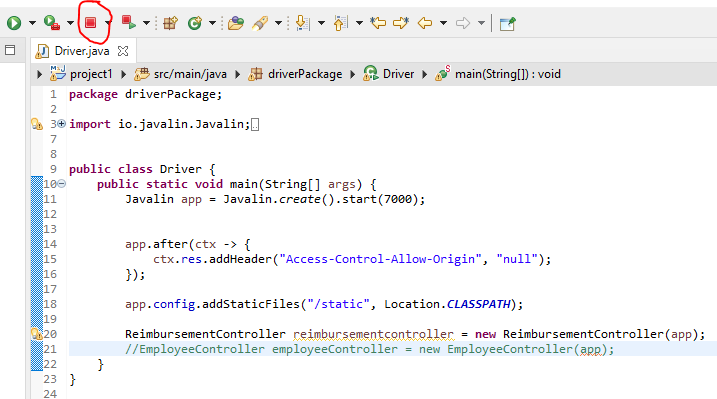 Driver.java
project1 src/main/java driverPackage Driver main(String[]) : void
1 package driverPackage;
2
3 import io.javalin.Javalin;
7
8
9 public class Driver {
10 public static void main(String[] args) {
11 Javalin app = Javalin.create().start(7000);
12
13
14 app.after(ctx -> {
15 ctx.res.addHeader("Access-Control-Allow-Origin", "null");
16 });
17
18 app.config.addStaticFiles("/static", Location.CLASSPATH);
19
20 ReimbursementController reimbursementcontroller = new ReimbursementController(app);
21 //EmployeeController employeeController = new EmployeeController(app);
22 }
23 }
24